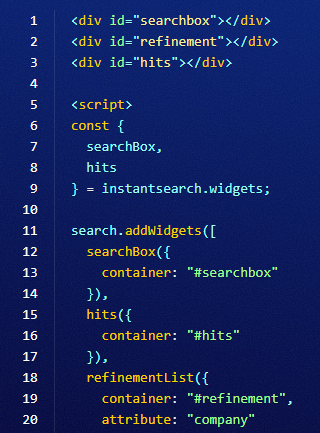 1 <div id="searchbox"></div>
2 <div id="refinement"></div>
3 <div id="hits"></div>
4
5 <script>
6 const {
7   searchBox,
8   hits
9 } = instantsearch.widgets;
10
11 search.addWidgets([
12   searchBox({
13     container: "#searchbox"
14   }),
15   hits({
16     container: "#hits"
17   }),
18   refinementList({
19     container: "#refinement",
20     attribute: "company"